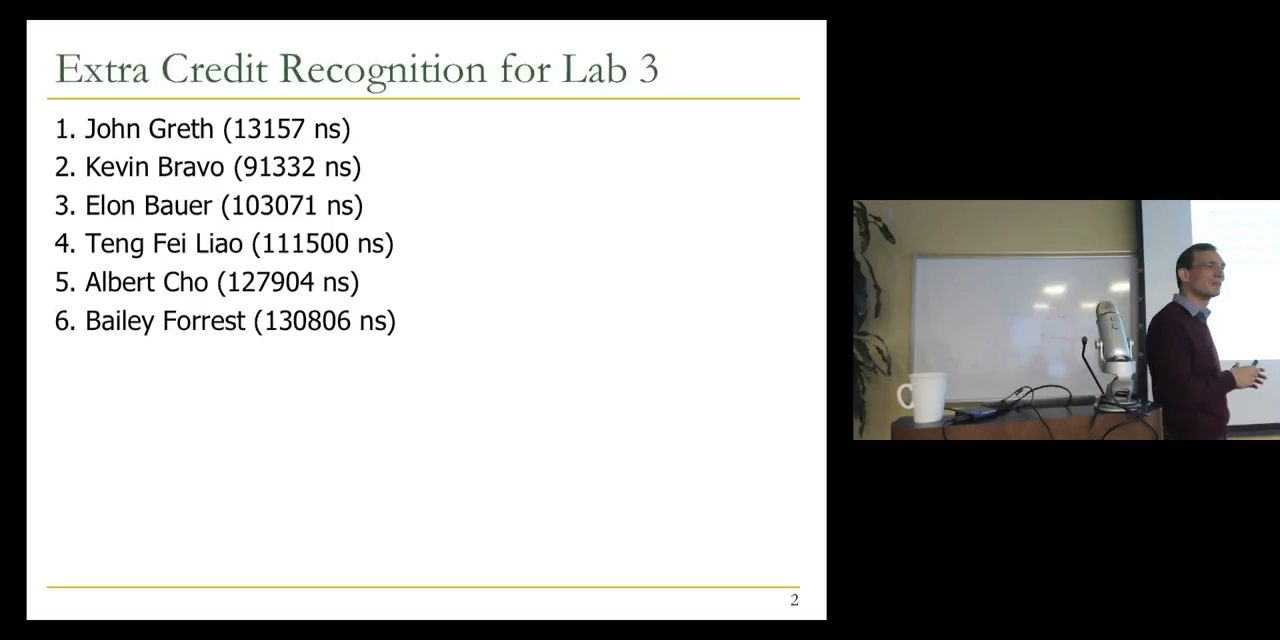 Extra Credit Recognition for Lab 3
1. John Greth (13157 ns)
2. Kevin Bravo (91332 ns)
3. Elon Bauer (103071 ns)
4. Teng Fei Liao (111500 ns)
5. Albert Cho (127904 ns)
6. Bailey Forrest (130806 ns)
2